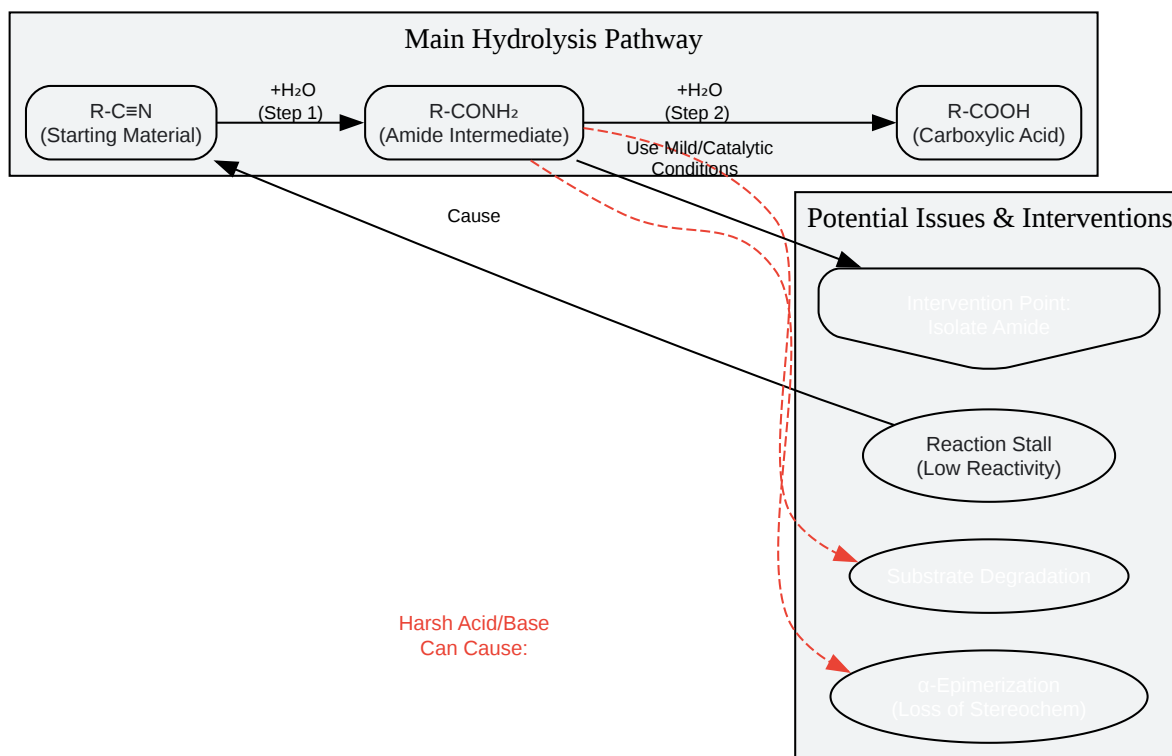 Main Hydrolysis Pathway
R-C≡N
(Starting Material)
+H₂O
(Step 1)
R-CONH₂
(Amide Intermediate)
+H₂O
(Step 2)
R-COOH
(Carboxylic Acid)
Use Mild/Catalytic
Conditions
Cause
Potential Issues & Interventions
Intervention Point:
Isolate Amide
Reaction Stall
(Low Reactivity)
Substrate Degradation
Harsh Acid/Base
Can Cause:
α-Epimerization
(Loss of Stereochem)